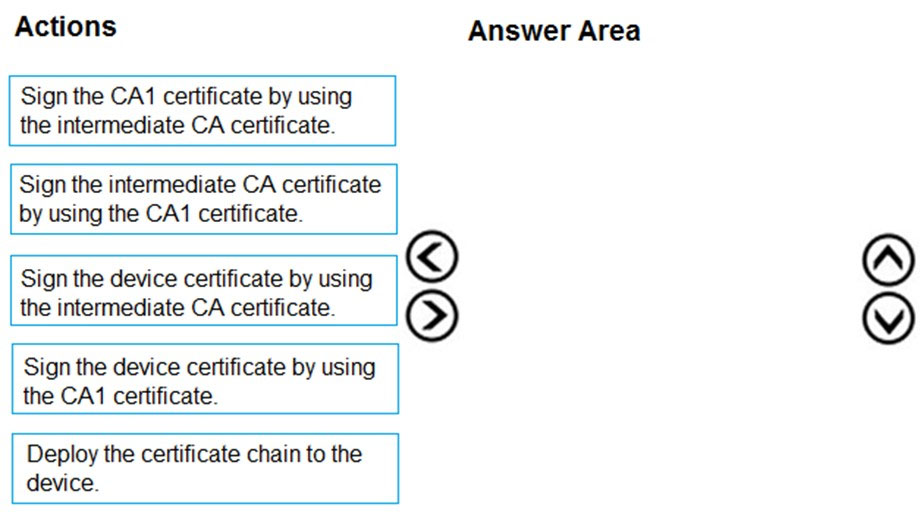 Actions
Answer Area
Sign the CA1 certificate by using
the intermediate CA certificate.
Sign the intermediate CA certificate
by using the CA1 certificate.
Sign the device certificate by using
the intermediate CA certificate.
Sign the device certificate by using
the CA1 certificate.
Deploy the certificate chain to the
device.